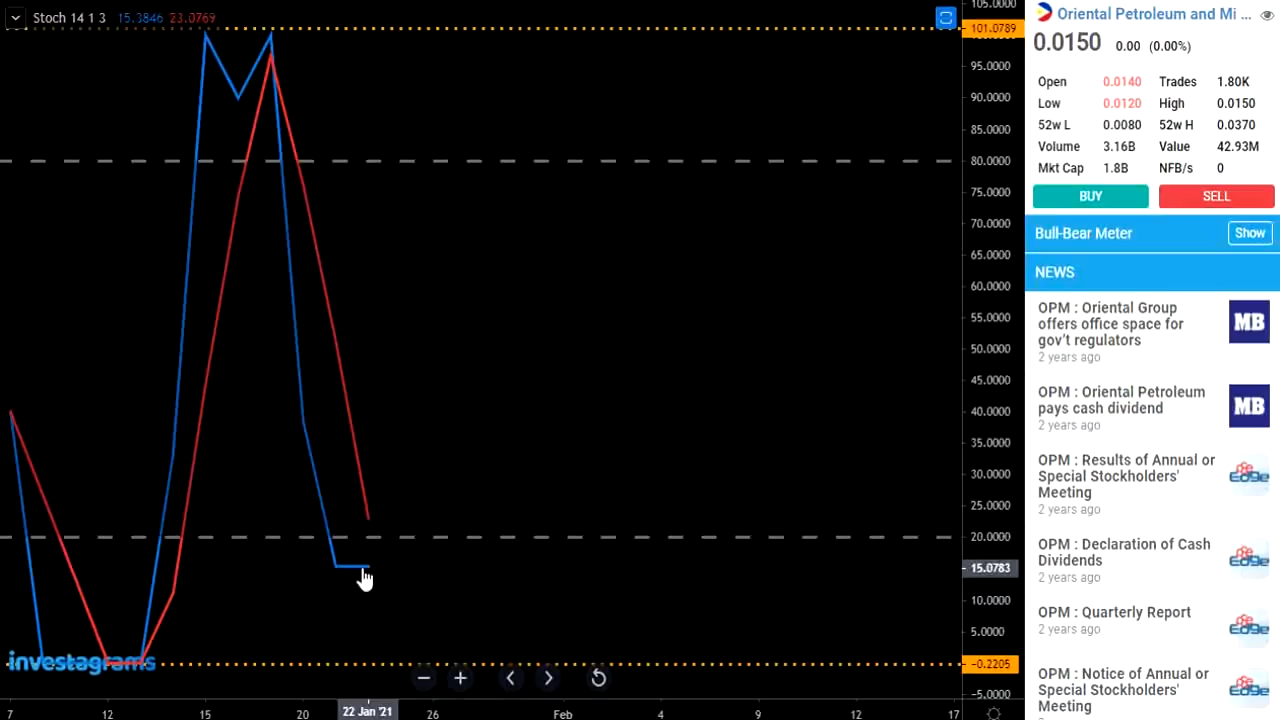 Stoch 14 1 3 15.3846 23.0769
105.0000
101.0789
95.0000
90.0000
85.0000
80.0000
75.0000
70.0000
65.0000
60.0000
55.0000
50.0000
45.0000
40.0000
35.0000
30.0000
25.0000
20.0000
15.0783
10.0000
5.0000
-0.2205
-5.0000
investagrams
7 12 15 20 22 Jan '21 26 Feb 4 9 12 17
Oriental Petroleum and Mi ...
0.0150 0.00 (0.00%)
Open 0.0140 Trades 1.80K
Low 0.0120 High 0.0150
52w L 0.0080 52w H 0.0370
Volume 3.16B Value 42.93M
Mkt Cap 1.8B NFB/s 0
BUY SELL
Bull-Bear Meter Show
NEWS
OPM : Oriental Group
offers office space for
gov't regulators
2 years ago
MB
OPM : Oriental Petroleum
pays cash dividend
2 years ago
MB
OPM : Results of Annual or
Special Stockholders'
Meeting
2 years ago
Edge
OPM : Declaration of Cash
Dividends
2 years ago
Edge
OPM : Quarterly Report
2 years ago
Edge
OPM : Notice of Annual or
Special Stockholders'
Meeting
Edge